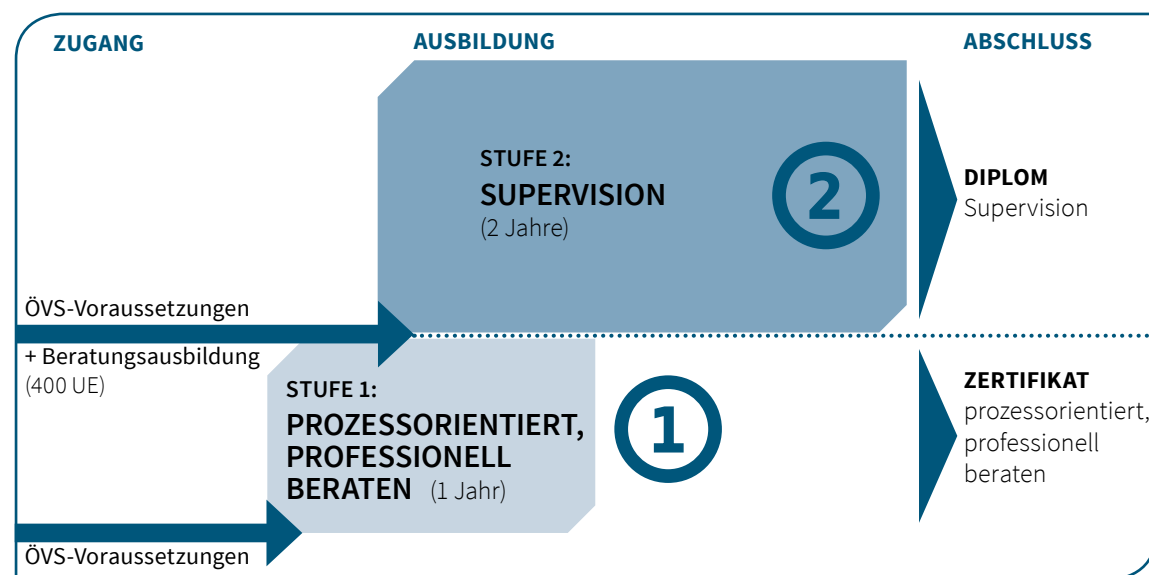 ZUGANG
AUSBILDUNG
ABSCHLUSS
STUFE 2:
SUPERVISION
(2 Jahre)
2
DIPLOM
Supervision
ÖVS-Voraussetzungen
+ Beratungsausbildung
(400 UE)
STUFE 1:
PROZESSORIENTIERT,
PROFESSIONELL
BERATEN (1 Jahr)
1
ZERTIFIKAT
prozessorientiert,
professionell
beraten
ÖVS-Voraussetzungen